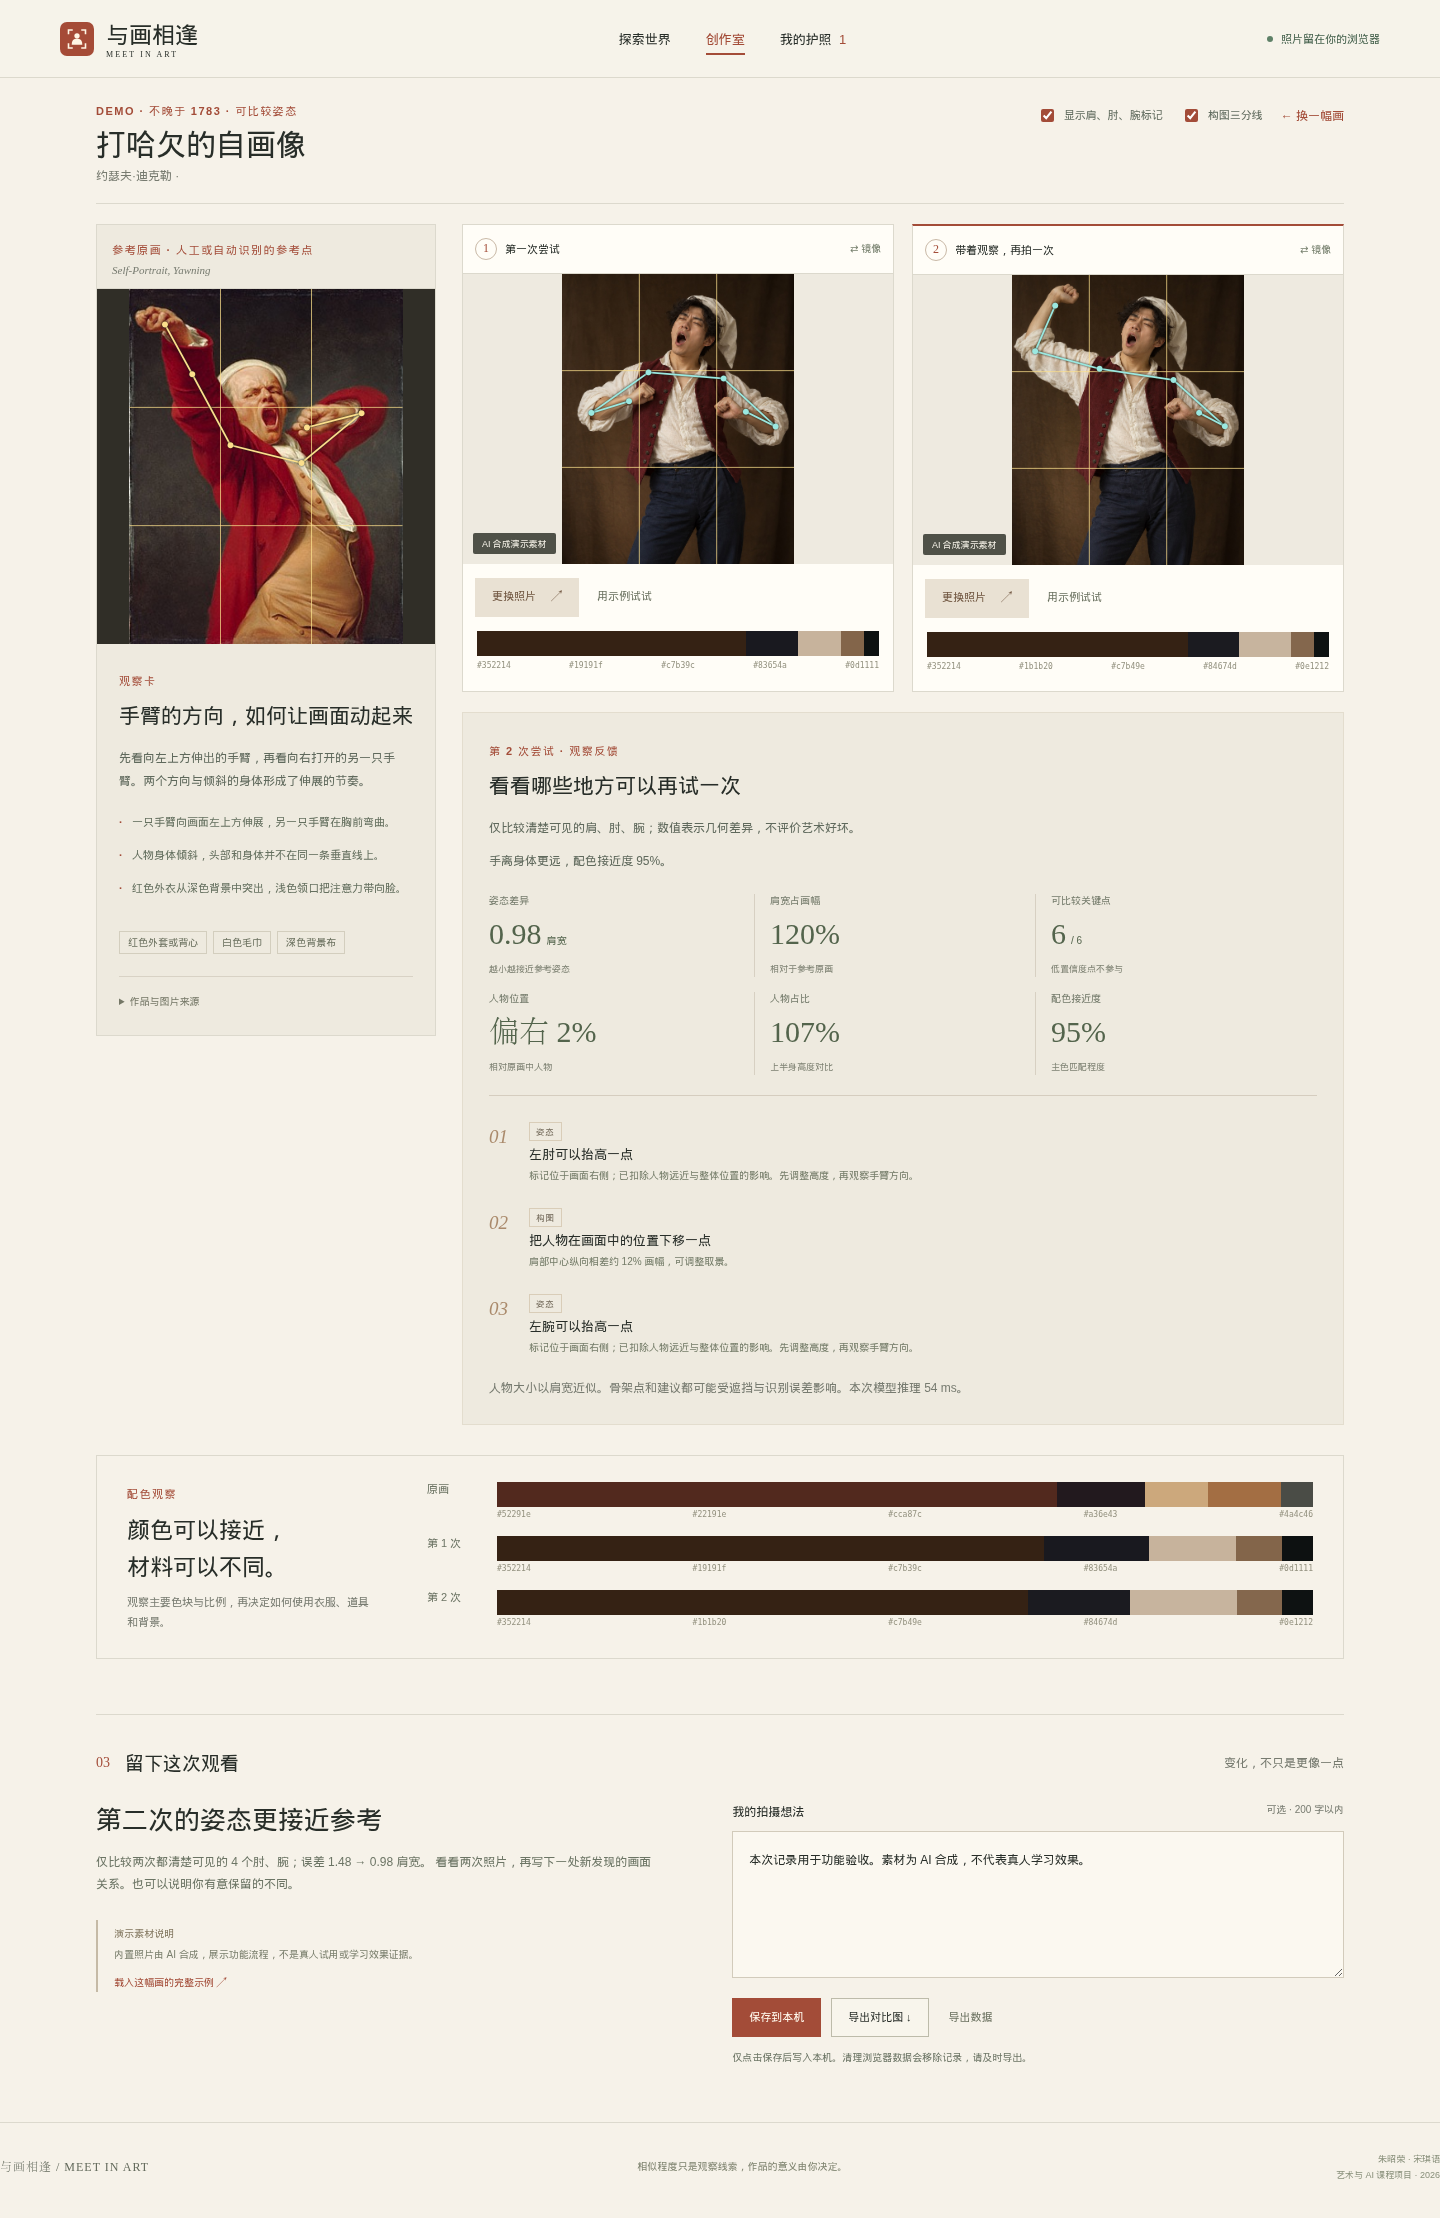 与画相逢
MEET IN ART
探索世界
创作室
我的护照 1
照片留在你的浏览器
DEMO · 不晚于 1783 · 可比较姿态
打哈欠的自画像
约瑟夫·迪克勒 ·
显示肩、肘、腕标记
构图三分线
← 换一幅画
参考原画 · 人工或自动识别的参考点
Self-Portrait, Yawning
观察卡
手臂的方向，如何让画面动起来
先看向左上方伸出的手臂，再看向右打开的另一只手
臂。两个方向与倾斜的身体形成了伸展的节奏。
· 一只手臂向画面左上方伸展，另一只手臂在胸前弯曲。
· 人物身体倾斜，头部和身体并不在同一条垂直线上。
· 红色外衣从深色背景中突出，浅色领口把注意力带向脸。
红色外套或背心
白色毛巾
深色背景布
▶ 作品与图片来源
1 第一次尝试
⇄ 镜像
AI 合成演示素材
更换照片 ↗
用示例试试
#352214 #19191f #c7b39c #83654a #0d1111
2 带着观察，再拍一次
⇄ 镜像
AI 合成演示素材
更换照片 ↗
用示例试试
#352214 #1b1b20 #c7b49e #84674d #0e1212
第 2 次尝试 · 观察反馈
看看哪些地方可以再试一次
仅比较清楚可见的肩、肘、腕；数值表示几何差异，不评价艺术好坏。
手离身体更远，配色接近度 95%。
姿态差异
0.98 肩宽
越小越接近参考姿态
肩宽占画幅
120%
相对于参考原画
可比较关键点
6 / 6
低置信度点不参与
人物位置
偏右 2%
相对原画中人物
人物占比
107%
上半身高度对比
配色接近度
95%
主色匹配程度
01
姿态
左肘可以抬高一点
标记位于画面右侧；已扣除人物远近与整体位置的影响。先调整高度，再观察手臂方向。
02
构图
把人物在画面中的位置下移一点
肩部中心纵向相差约 12% 画幅，可调整取景。
03
姿态
左腕可以抬高一点
标记位于画面右侧；已扣除人物远近与整体位置的影响。先调整高度，再观察手臂方向。
人物大小以肩宽近似。骨架点和建议都可能受遮挡与识别误差影响。本次模型推理 54 ms。
配色观察
颜色可以接近，
材料可以不同。
观察主要色块与比例，再决定如何使用衣服、道具
和背景。
原画
#52291e #22191e #cca87c #a36e43 #4a4c46
第 1 次
#352214 #19191f #c7b39c #83654a #0d1111
第 2 次
#352214 #1b1b20 #c7b49e #84674d #0e1212
03 留下这次观看
变化，不只是更像一点
第二次的姿态更接近参考
仅比较两次都清楚可见的 4 个肘、腕；误差 1.48 → 0.98 肩宽。 看看两次照片，再写下一处新发现的画面
关系。也可以说明你有意保留的不同。
演示素材说明
内置照片由 AI 合成，展示功能流程，不是真人试用或学习效果证据。
载入这幅画的完整示例 ↗
我的拍摄想法
可选 · 200 字以内
本次记录用于功能验收。素材为 AI 合成，不代表真人学习效果。
保存到本机
导出对比图 ↓
导出数据
仅点击保存后写入本机。清理浏览器数据会移除记录，请及时导出。
与画相逢 / MEET IN ART
相似程度只是观察线索，作品的意义由你决定。
朱昭荣 · 宋琪语
艺术与 AI 课程项目 · 2026